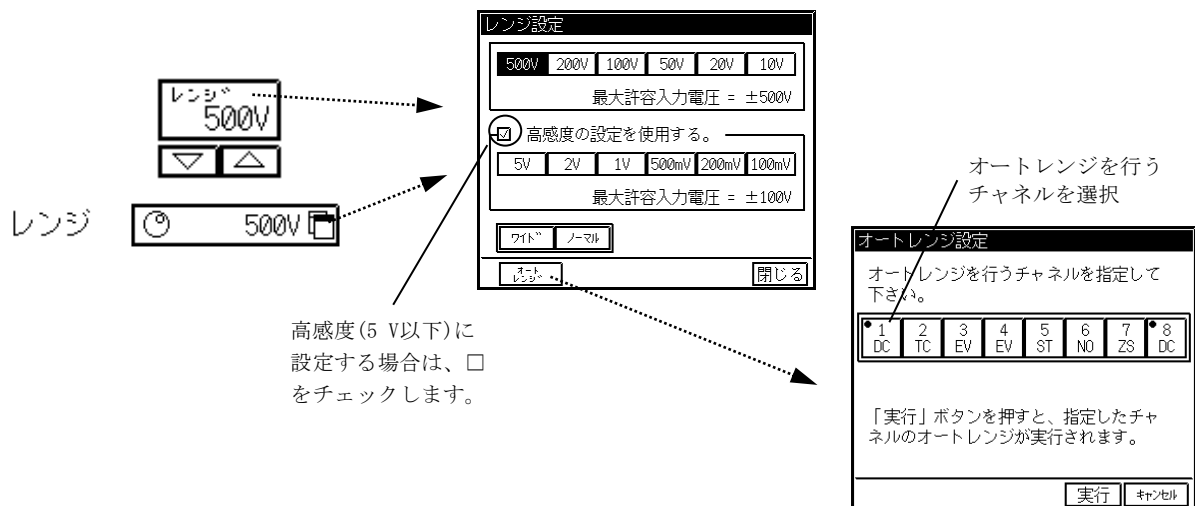 レンジ
500V
レンジ
500V
レンジ設定
500V 200V 100V 50V 20V 10V
最大許容入力電圧 = ±500V
高感度の設定を使用する。
5V 2V 1V 500mV 200mV 100mV
最大許容入力電圧 = ±100V
ワイド ノーマル
オート
レンジ
閉じる
高感度(5 V以下)に
設定する場合は、□
をチェックします。
オートレンジを行う
チャネルを選択
オートレンジ設定
オートレンジを行うチャネルを指定して
下さい。
1 2 3 4 5 6 7 8
DC TC EV EV ST NO ZS DC
「実行」ボタンを押すと、指定したチャ
ネルのオートレンジが実行されます。
実行 キャンセル